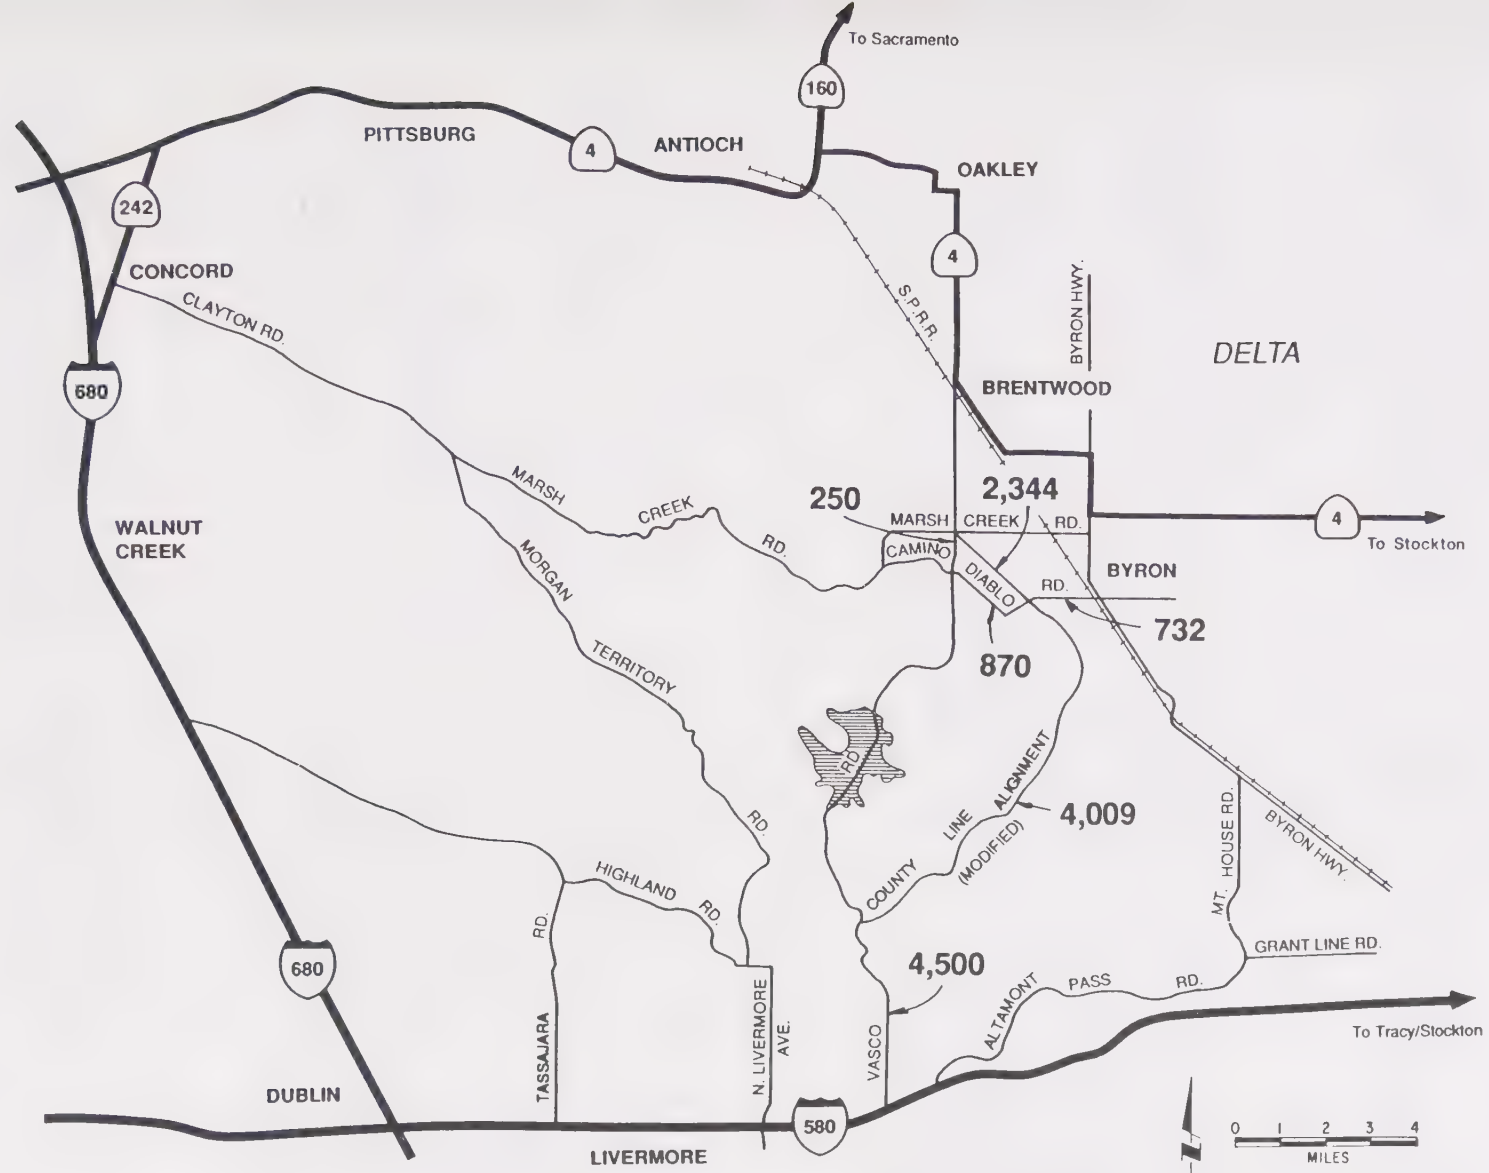 To Sacramento
160
PITTSBURG
4
ANTIOCH
OAKLEY
242
CONCORD
4
CLAYTON RD.
S.P.R.R.
BYRON HWY.
DELTA
680
BRENTWOOD
MARSH CREEK RD.
250
2,344
WALNUT
CREEK
MARSH CREEK RD.
4
To Stockton
CAMINO DIABLO RD.
BYRON
MORGAN TERRITORY RD.
732
870
RD
COUNTY LINE ALIGNMENT
(MODIFIED)
4,009
MT. HOUSE RD.
BYRON HWY.
HIGHLAND RD.
TASSAJARA RD.
GRANT LINE RD.
680
4,500
ALTAMONT PASS RD.
N. LIVERMORE
AVE.
VASCO
To Tracy/Stockton
DUBLIN
580
LIVERMORE
N
0 1 2 3 4
MILES